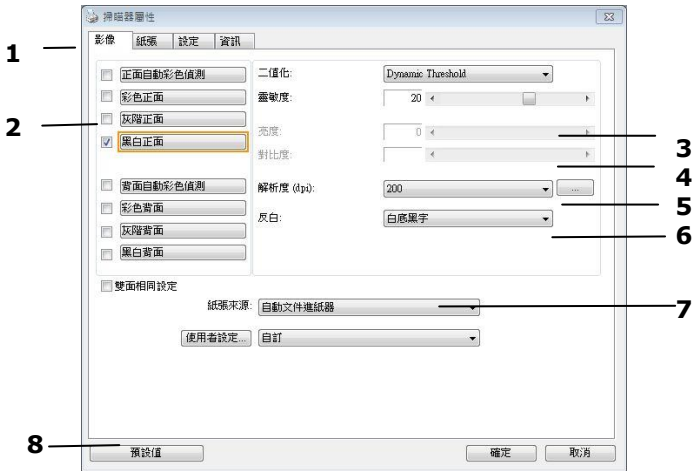 掃瞄器屬性
影像 紙張 設定 資訊
1
正面自動彩色偵測
彩色正面
灰階正面
黑白正面
2
背面自動彩色偵測
彩色背面
灰階背面
黑白背面
二值化: Dynamic Threshold
靈敏度: 20
亮度: 0
對比度:
解析度 (dpi): 200 ...
反白: 白底黑字
3
4
5
6
雙面相同設定
紙張來源: 自動文件進紙器
7
使用者設定... 自訂
8
預設值 確定 取消